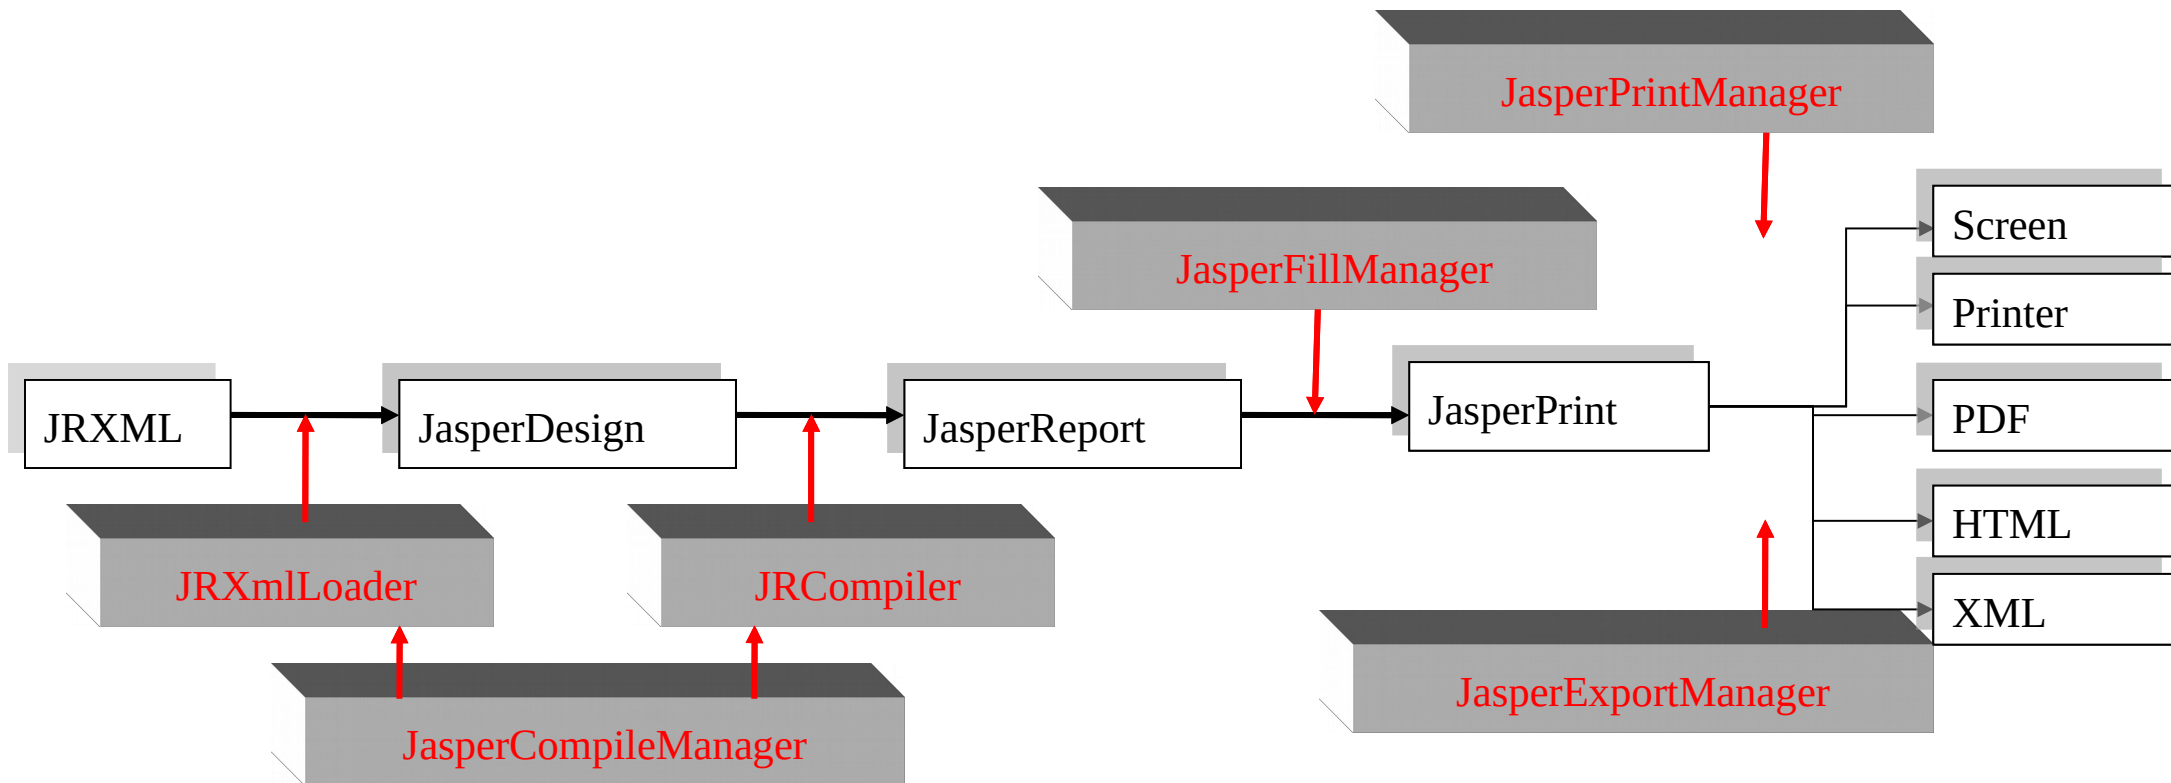 JasperPrintManager
Screen
JasperFillManager
Printer
JRXML
JasperDesign
JasperReport
JasperPrint
PDF
HTML
JRXmlLoader
JRCompiler
XML
JasperExportManager
JasperCompileManager